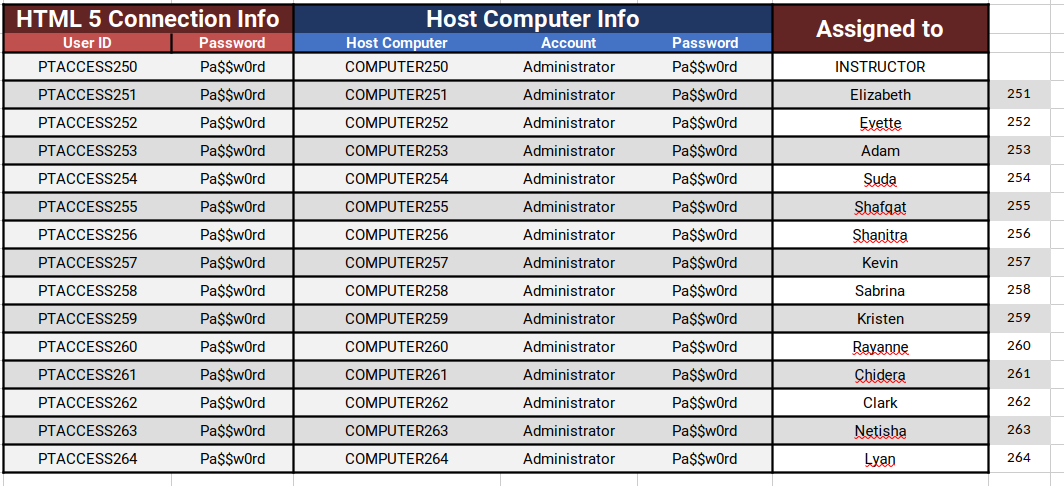 HTML 5 Connection Info Host Computer Info Assigned to
User ID Password Host Computer Account Password
PTACCESS250 Pa$$w0rd COMPUTER250 Administrator Pa$$w0rd INSTRUCTOR
PTACCESS251 Pa$$w0rd COMPUTER251 Administrator Pa$$w0rd Elizabeth 251
PTACCESS252 Pa$$w0rd COMPUTER252 Administrator Pa$$w0rd Evette 252
PTACCESS253 Pa$$w0rd COMPUTER253 Administrator Pa$$w0rd Adam 253
PTACCESS254 Pa$$w0rd COMPUTER254 Administrator Pa$$w0rd Suda 254
PTACCESS255 Pa$$w0rd COMPUTER255 Administrator Pa$$w0rd Shafqat 255
PTACCESS256 Pa$$w0rd COMPUTER256 Administrator Pa$$w0rd Shanitra 256
PTACCESS257 Pa$$w0rd COMPUTER257 Administrator Pa$$w0rd Kevin 257
PTACCESS258 Pa$$w0rd COMPUTER258 Administrator Pa$$w0rd Sabrina 258
PTACCESS259 Pa$$w0rd COMPUTER259 Administrator Pa$$w0rd Kristen 259
PTACCESS260 Pa$$w0rd COMPUTER260 Administrator Pa$$w0rd Rayanne 260
PTACCESS261 Pa$$w0rd COMPUTER261 Administrator Pa$$w0rd Chidera 261
PTACCESS262 Pa$$w0rd COMPUTER262 Administrator Pa$$w0rd Clark 262
PTACCESS263 Pa$$w0rd COMPUTER263 Administrator Pa$$w0rd Netisha 263
PTACCESS264 Pa$$w0rd COMPUTER264 Administrator Pa$$w0rd Lyan 264